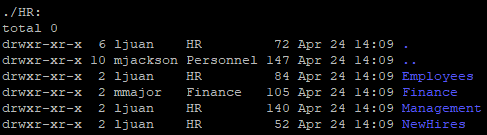 ./HR:
total 0
drwxr-xr-x  6 ljuan    HR         72 Apr 24 14:09 .
drwxr-xr-x 10 mjackson Personnel 147 Apr 24 14:09 ..
drwxr-xr-x  2 ljuan    HR         84 Apr 24 14:09 Employees
drwxr-xr-x  2 mmajor   Finance   105 Apr 24 14:09 Finance
drwxr-xr-x  2 ljuan    HR        140 Apr 24 14:09 Management
drwxr-xr-x  2 ljuan    HR         52 Apr 24 14:09 NewHires